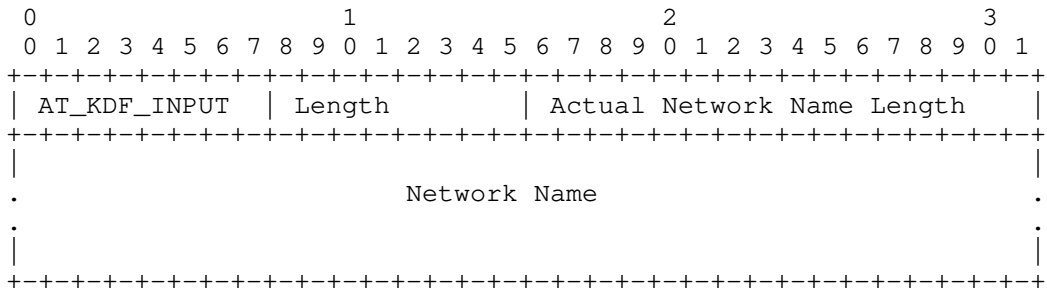 0                   1                   2                   3
 0 1 2 3 4 5 6 7 8 9 0 1 2 3 4 5 6 7 8 9 0 1 2 3 4 5 6 7 8 9 0 1
+-+-+-+-+-+-+-+-+-+-+-+-+-+-+-+-+-+-+-+-+-+-+-+-+-+-+-+-+-+-+-+-+
| AT_KDF_INPUT  | Length        | Actual Network Name Length    |
+-+-+-+-+-+-+-+-+-+-+-+-+-+-+-+-+-+-+-+-+-+-+-+-+-+-+-+-+-+-+-+-+
|                                                               |
.                        Network Name                           .
.                                                               .
|                                                               |
+-+-+-+-+-+-+-+-+-+-+-+-+-+-+-+-+-+-+-+-+-+-+-+-+-+-+-+-+-+-+-+-+